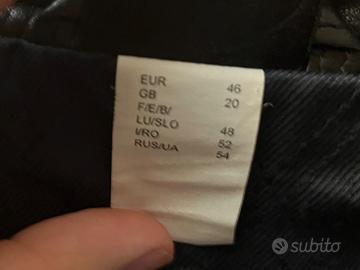 EUR 46
GB 20
F/E/B/
LU/SLO 48
I/RO 52
RUS/UA 54
subito